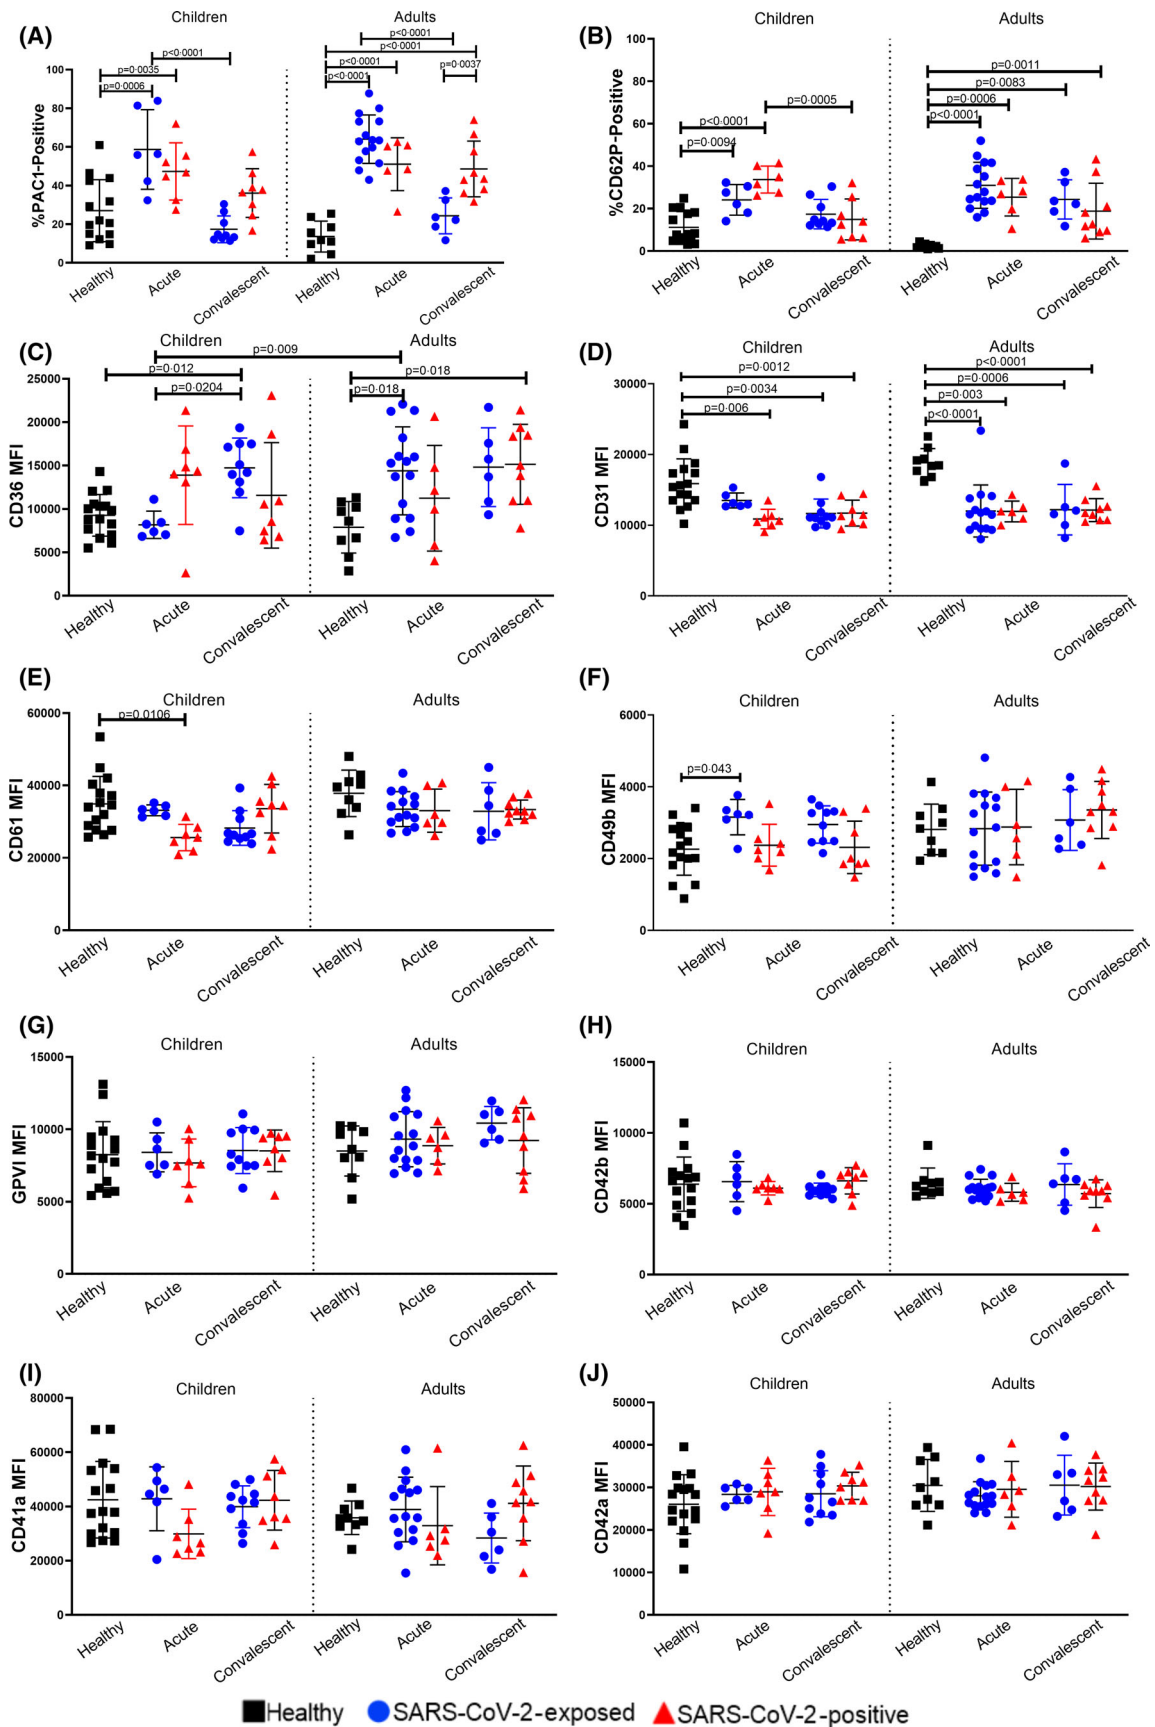 (A)
Children
Adults
%PAC1-Positive
100
80
60
40
20
0
p<0·0001
p=0·0035
p=0·0006
p<0·0001
p<0·0001
p<0·0001
p<0·0001
p=0·0037
Healthy
Acute
Convalescent
Healthy
Acute
Convalescent
(B)
Children
Adults
%CD62P-Positive
100
80
60
40
20
0
p=0·0005
p<0·0001
p=0·0094
p=0·0011
p=0·0083
p=0·0006
p<0·0001
Healthy
Acute
Convalescent
Healthy
Acute
Convalescent
(C)
Children
Adults
CD36 MFI
25000
20000
15000
10000
5000
0
p=0·009
p=0·012
p=0·0204
p=0·018
p=0·018
Healthy
Acute
Convalescent
Healthy
Acute
Convalescent
(D)
Children
Adults
CD31 MFI
30000
20000
10000
0
p=0·0012
p=0·0034
p=0·006
p<0·0001
p=0·0006
p=0·003
p<0·0001
Healthy
Acute
Convalescent
Healthy
Acute
Convalescent
(E)
Children
Adults
CD61 MFI
60000
40000
20000
0
p=0.0106
Healthy
Acute
Convalescent
Healthy
Acute
Convalescent
(F)
Children
Adults
CD49b MFI
6000
4000
2000
0
p=0·043
Healthy
Acute
Convalescent
Healthy
Acute
Convalescent
(G)
Children
Adults
GPVI MFI
15000
10000
5000
0
Healthy
Acute
Convalescent
Healthy
Acute
Convalescent
(H)
Children
Adults
CD42b MFI
15000
10000
5000
0
Healthy
Acute
Convalescent
Healthy
Acute
Convalescent
(I)
Children
Adults
CD41a MFI
80000
60000
40000
20000
0
Healthy
Acute
Convalescent
Healthy
Acute
Convalescent
(J)
Children
Adults
CD42a MFI
50000
40000
30000
20000
10000
0
Healthy
Acute
Convalescent
Healthy
Acute
Convalescent
Healthy SARS-CoV-2-exposed SARS-CoV-2-positive